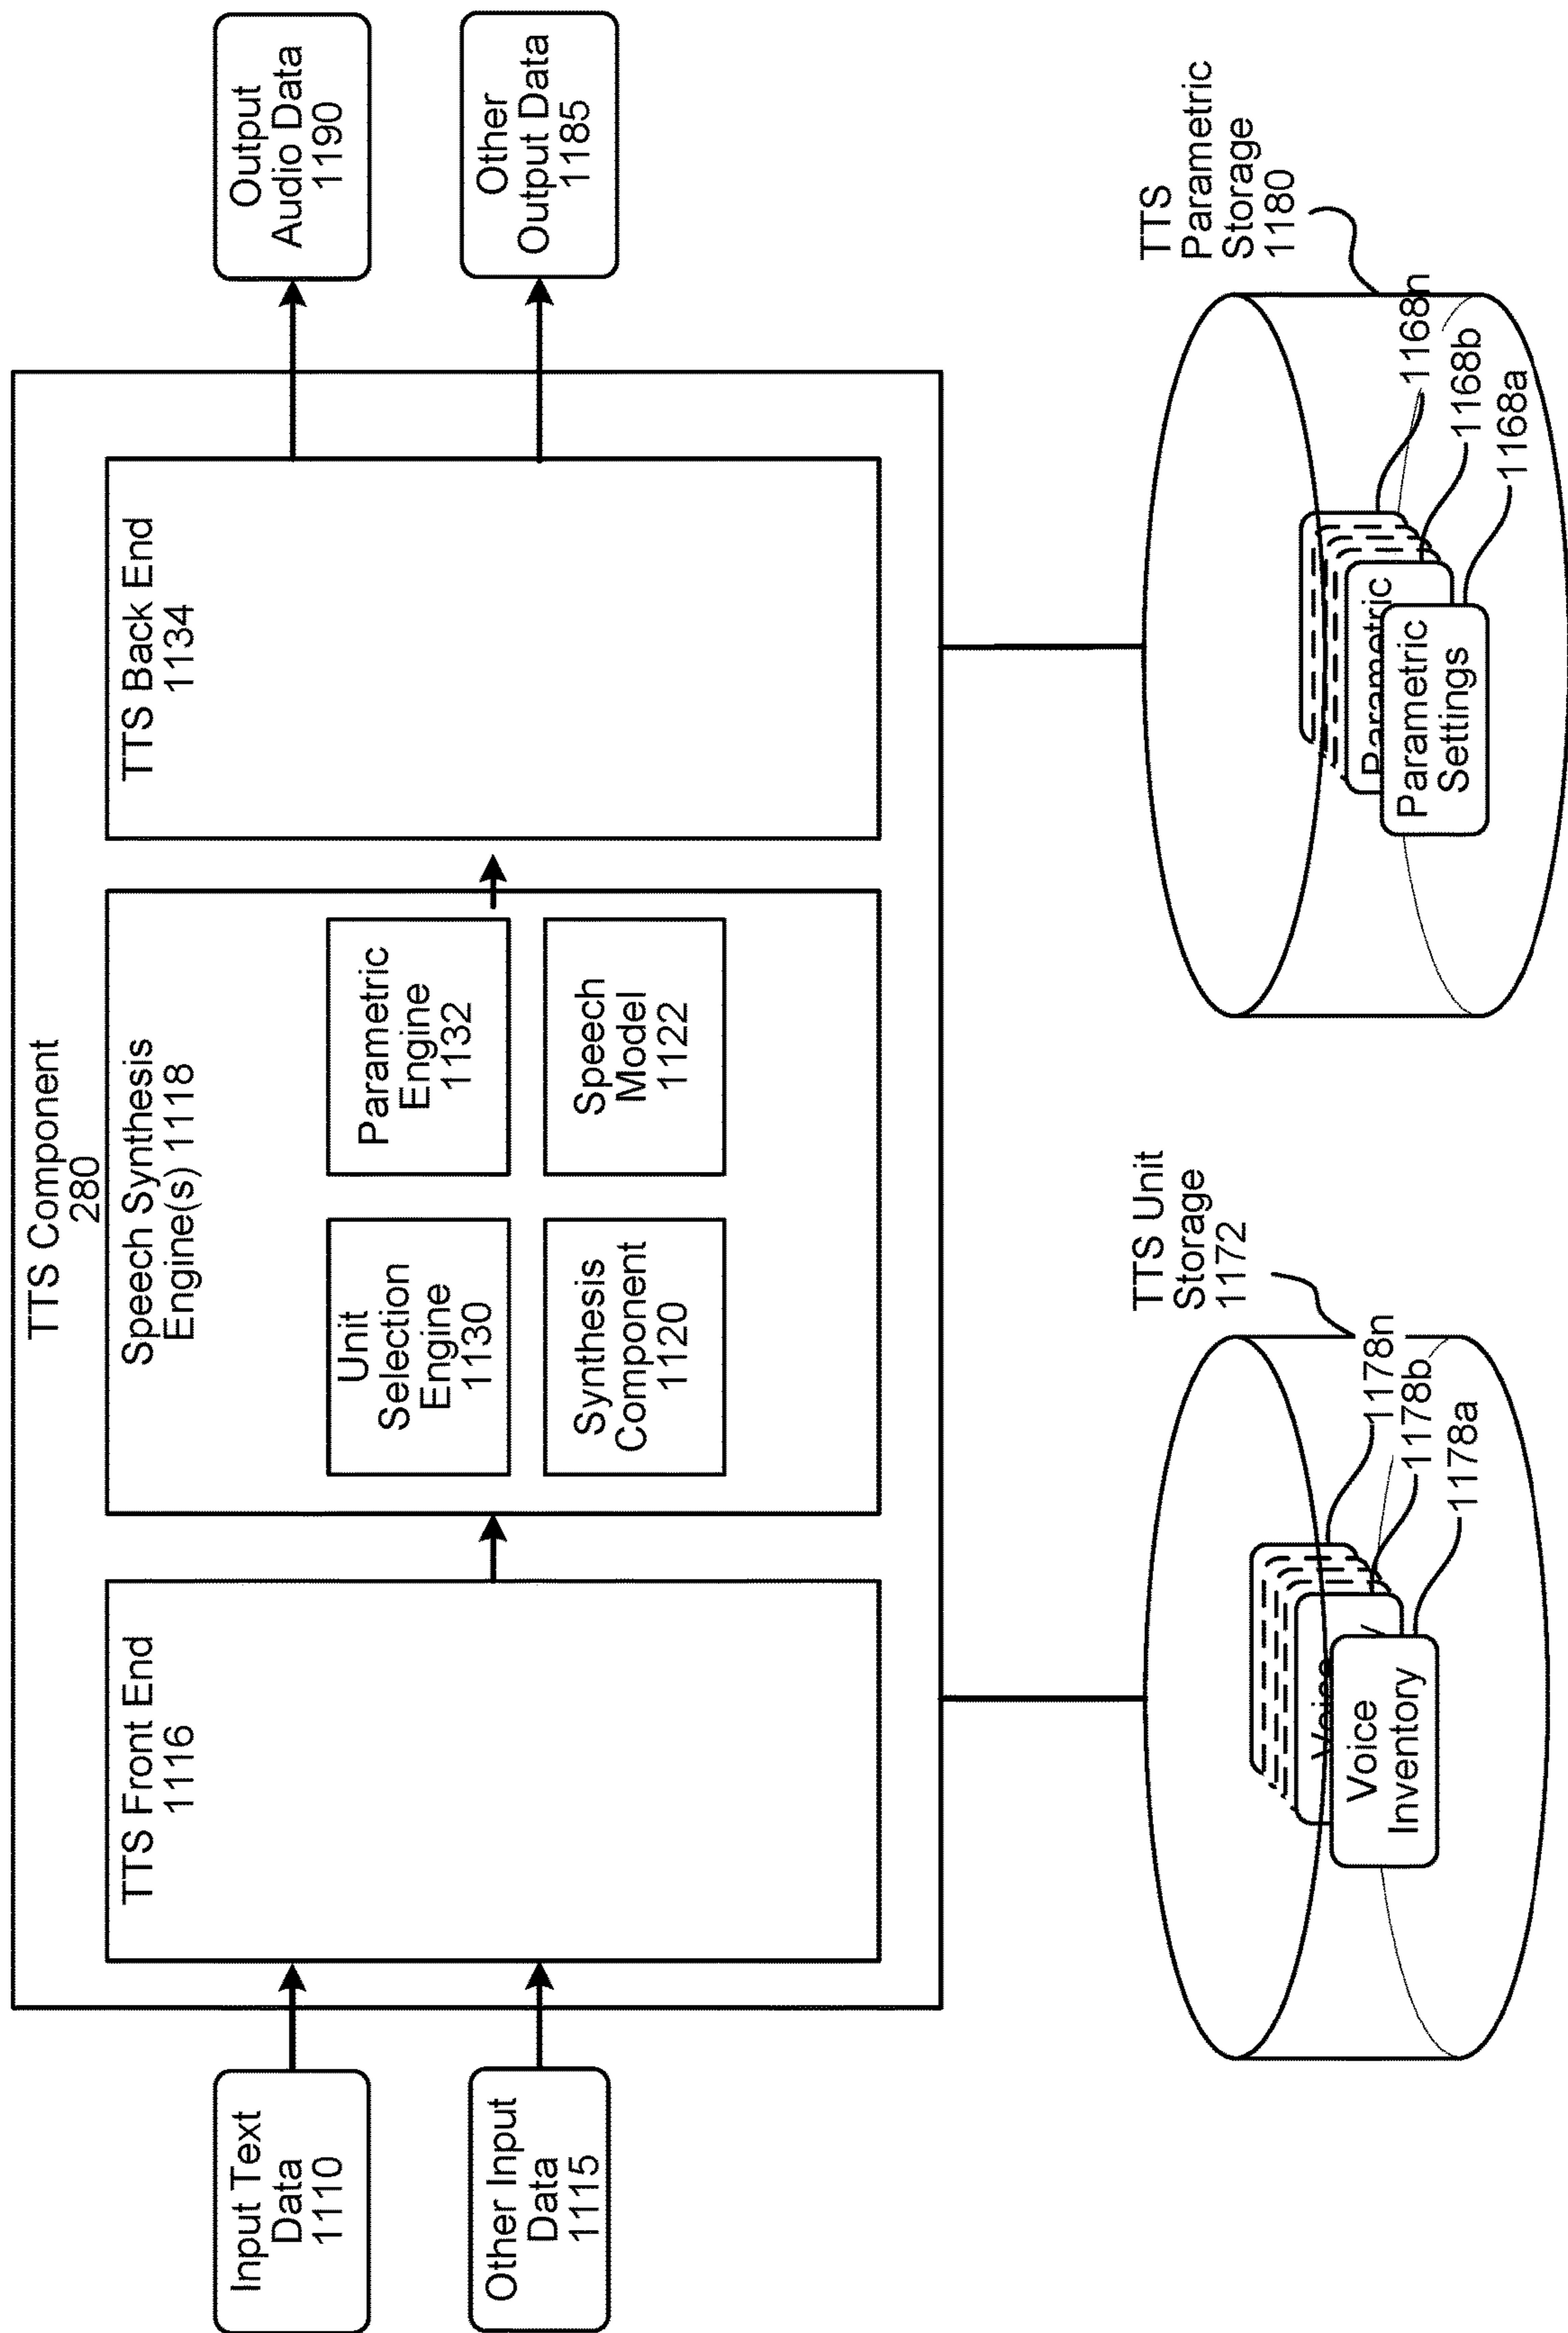 TTS Component
280
Input Text
Data
1110
Other Input
Data
1115
TTS Front End
1116
Speech Synthesis
Engine(s) 1118
Unit
Selection
Engine
1130
Parametric
Engine
1132
Synthesis
Component
1120
Speech
Model
1122
TTS Back End
1134
Output
Audio Data
1190
Other
Output Data
1185
TTS Unit
Storage
1172
1178n
1178b
1178a
Voice
Voice
Inventory
TTS
Parametric
Storage
1180
1168n
1168b
1168a
Parametric
Parametric
Settings